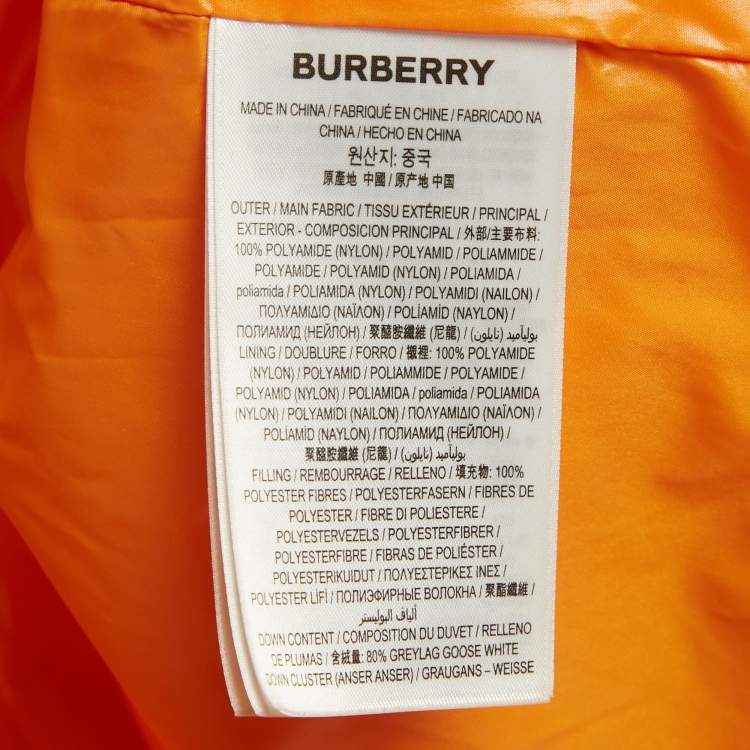 BURBERRY
MADE IN CHINA / FABRIQUÉ EN CHINE / FABRICADO NA
CHINA / HECHO EN CHINA
원산지: 중국
原產地 中國 / 原产地 中国
OUTER / MAIN FABRIC / TISSU EXTÉRIEUR / PRINCIPAL /
EXTERIOR - COMPOSICION PRINCIPAL / 外部/主要布料:
100% POLYAMIDE (NYLON) / POLYAMID / POLIAMMIDE /
POLYAMIDE / POLYAMID (NYLON) / POLIAMIDA /
poliamida / POLIAMIDA (NYLON) / POLYAMIDI (NAILON) /
ΠΟΛΥΑΜΙΔΙΟ (ΝΑΪΛΟΝ) / POLİAMİD (NAYLON) /
ПОЛИАМИД (НЕЙЛОН) / 聚醯胺纖維 (尼龍) / بوليآميد (نايلون)
LINING / DOUBLURE / FORRO / 襯裡: 100% POLYAMIDE
(NYLON) / POLYAMID / POLIAMMIDE / POLYAMIDE /
POLYAMID (NYLON) / POLIAMIDA / poliamida / POLIAMIDA
(NYLON) / POLYAMIDI (NAILON) / ΠΟΛΥΑΜΙΔΙΟ (ΝΑΪΛΟΝ) /
POLİAMİD (NAYLON) / ПОЛИАМИД (НЕЙЛОН) /
聚醯胺纖維 (尼龍) / بوليآميد (نايلون)
FILLING / REMBOURRAGE / RELLENO / 填充物: 100%
POLYESTER FIBRES / POLYESTERFASERN / FIBRES DE
POLYESTER / FIBRE DI POLIESTERE /
POLYESTERVEZELS / POLYESTERFIBRER /
POLYESTERFIBRE / FIBRAS DE POLIÉSTER /
POLYESTERIKUIDUT / ΠΟΛΥΕΣΤΕΡΙΚΕΣ ΙΝΕΣ /
POLYESTER LİFİ / ПОЛИЭФИРНЫЕ ВОЛОКНА / 聚酯纖維 /
ألياف البوليستر
DOWN CONTENT / COMPOSITION DU DUVET / RELLENO
DE PLUMAS / 含絨量: 80% GREYLAG GOOSE WHITE
DOWN CLUSTER (ANSER ANSER) / GRAUGANS – WEISSE